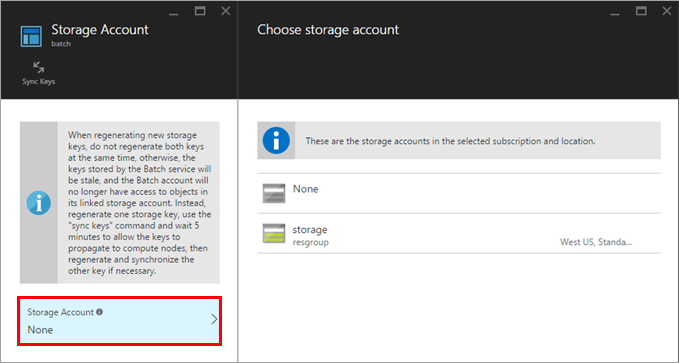 Storage Account
batch
Sync Keys
When regenerating new storage
keys, do not regenerate both keys
at the same time, otherwise, the
keys stored by the Batch service will
be stale, and the Batch account will
no longer have access to objects in
its linked storage account. Instead,
regenerate one storage key, use the
"sync keys" command and wait 5
minutes to allow the keys to
propagate to compute nodes, then
regenerate and synchronize the
other key if necessary.
Storage Account
None
Choose storage account
These are the storage accounts in the selected subscription and location.
None
storage
resgroup
West US, Standa...